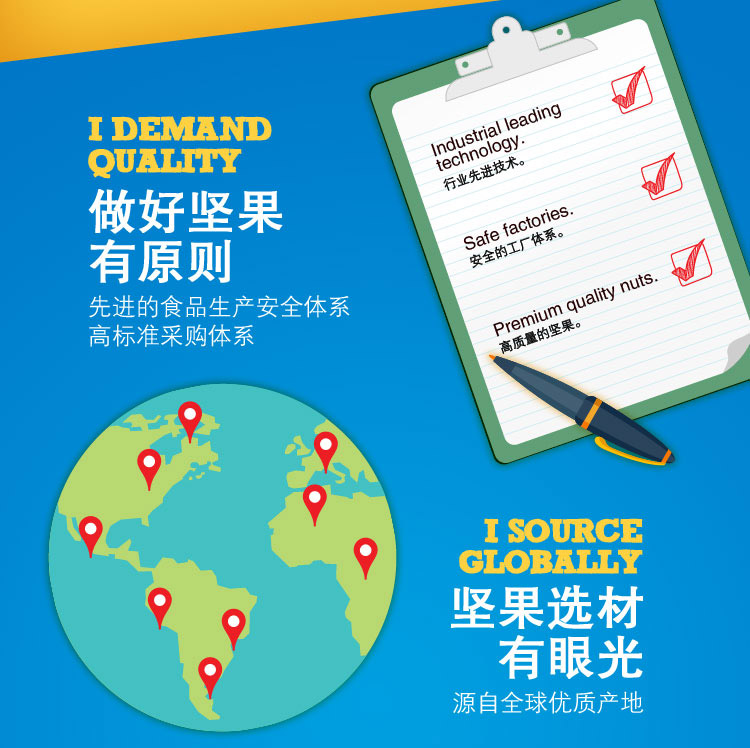 I DEMAND
QUALITY
做好坚果
有原则
先进的食品生产安全体系
高标准采购体系
Industrial leading
technology.
行业先进技术。
Safe factories.
安全的工厂体系。
Premium quality nuts.
高质量的坚果。
I SOURCE
GLOBALLY
坚果选材
有眼光
源自全球优质产地